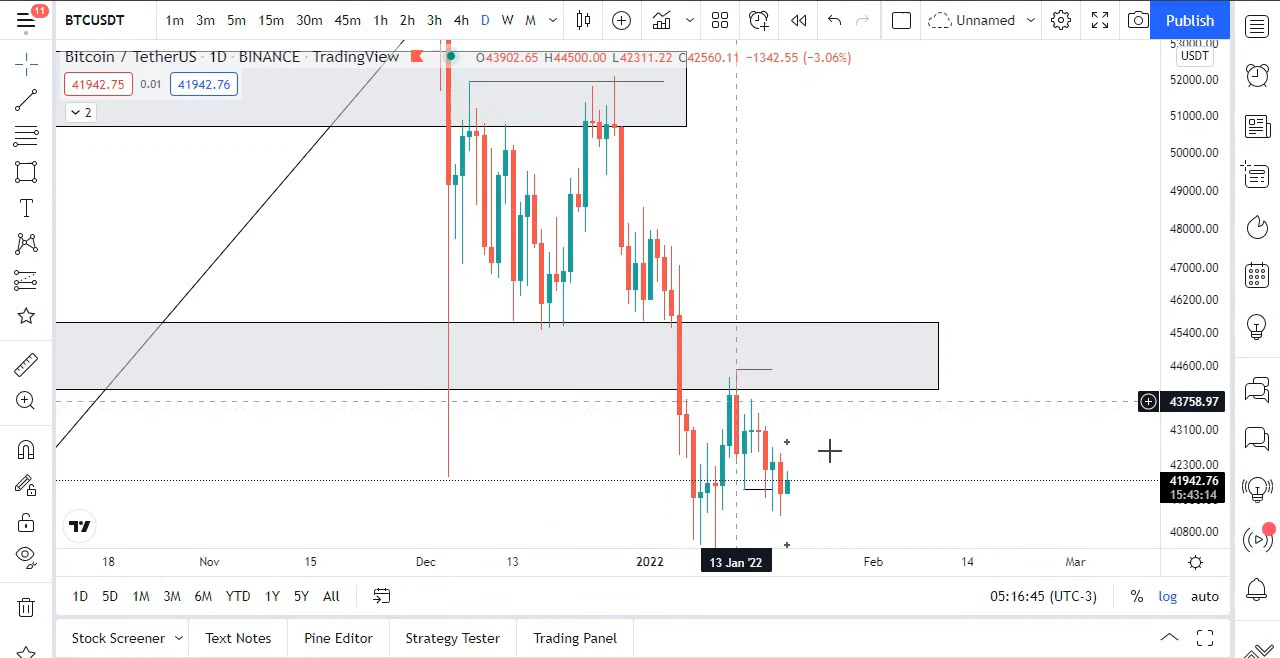 11
BTCUSDT 1m 3m 5m 15m 30m 45m 1h 2h 3h 4h D W M Unnamed Publish
Bitcoin / TetherUS · 1D · BINANCE · TradingView O43902.65 H44500.00 L42311.22 C42560.11 −1342.55 (−3.06%)
41942.75 0.01 41942.76
2
53000.00
USDT
52000.00
51000.00
50000.00
49000.00
48000.00
47000.00
46200.00
45400.00
44600.00
43758.97
43100.00
42300.00
41942.76
15:43:14
40800.00
18 Nov 15 Dec 13 2022 13 Jan '22 Feb 14 Mar
1D 5D 1M 3M 6M YTD 1Y 5Y All 05:16:45 (UTC-3) % log auto
Stock Screener Text Notes Pine Editor Strategy Tester Trading Panel